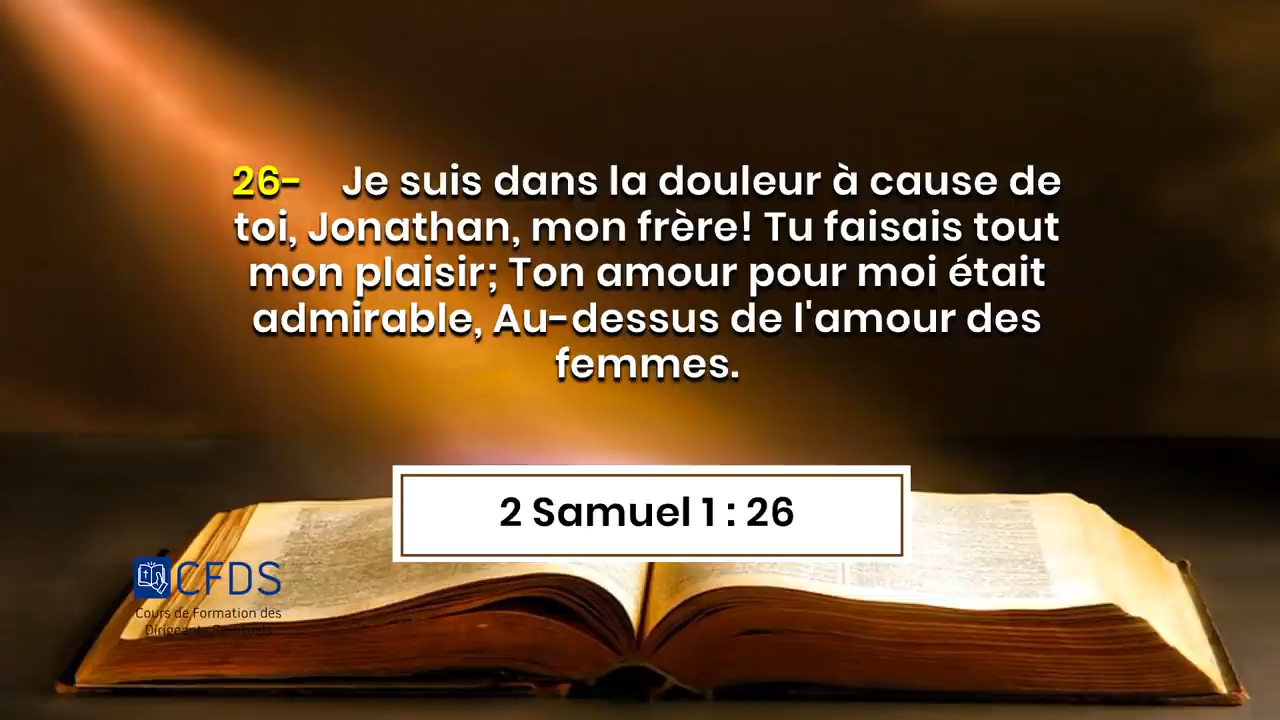 26- Je suis dans la douleur à cause de
toi, Jonathan, mon frère! Tu faisais tout
mon plaisir; Ton amour pour moi était
admirable, Au-dessus de l'amour des
femmes.
2 Samuel 1 : 26
CFDS
Cours de Formation des